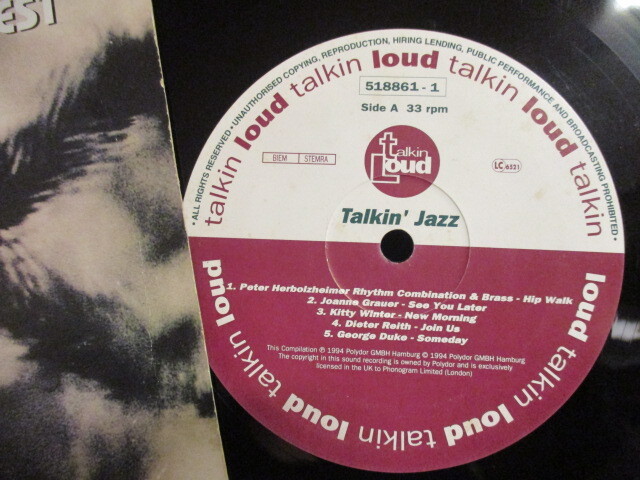 EST
• ALL RIGHTS RESERVED • UNAUTHORISED COPYING, REPRODUCTION, HIRING LENDING, PUBLIC PERFORMANCE AND BROADCASTING PROHIBITED •
talkin loud talkin loud talkin loud talkin
loud talkin loud talkin loud talkin loud
518861 - 1
Side A 33 rpm
talkin
Loud
BIEM STEMRA
LC 6531
Talkin' Jazz
1. Peter Herbolzheimer Rhythm Combination & Brass - Hip Walk
2. Joanne Grauer - See You Later
3. Kitty Winter - New Morning
4. Dieter Reith - Join Us
5. George Duke - Someday
This Compilation ℗ 1994 Polydor GMBH Hamburg © 1994 Polydor GMBH Hamburg
The copyright in this sound recording is owned by Polydor and is exclusively
licensed in the UK to Phonogram Limited (London)